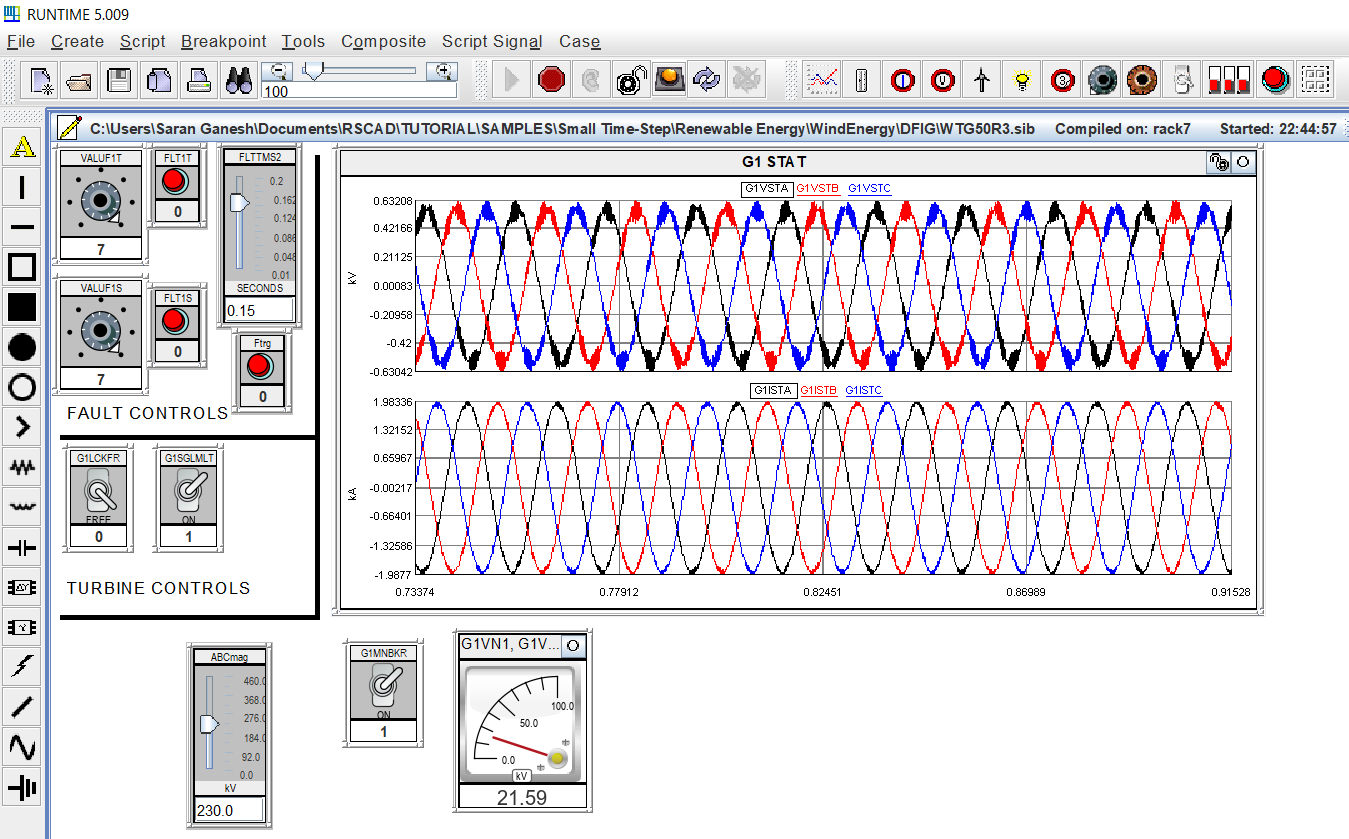 RUNTIME 5.009
File Create Script Breakpoint Tools Composite Script Signal Case
100
C:\Users\Saran Ganesh\Documents\RSCAD\TUTORIAL\SAMPLES\Small Time-Step\Renewable Energy\WindEnergy\DFIG\WTG50R3.sib Compiled on: rack7 Started: 22:44:57
VALUF1T
7
FLT1T
0
FLTTMS2
0.2
0.162
0.124
0.086
0.048
0.01
SECONDS
0.15
VALUF1S
7
FLT1S
0
Ftrg
0
FAULT CONTROLS
G1LCKFR
FREE
0
G1SGLMLT
ON
1
TURBINE CONTROLS
G1 STAT
G1VSTA G1VSTB G1VSTC
0.63208
0.42166
0.21125
0.00083
-0.20958
-0.42
-0.63042
kV
G1ISTA G1ISTB G1ISTC
1.98336
1.32152
0.65967
-0.00217
-0.66401
-1.32586
-1.9877
kA
0.73374 0.77912 0.82451 0.86989 0.91528
ABCmag
460.0
368.0
276.0
184.0
92.0
0.0
kV
230.0
G1MNBKR
ON
1
G1VN1, G1V...
100.0
50.0
0.0
kV
21.59